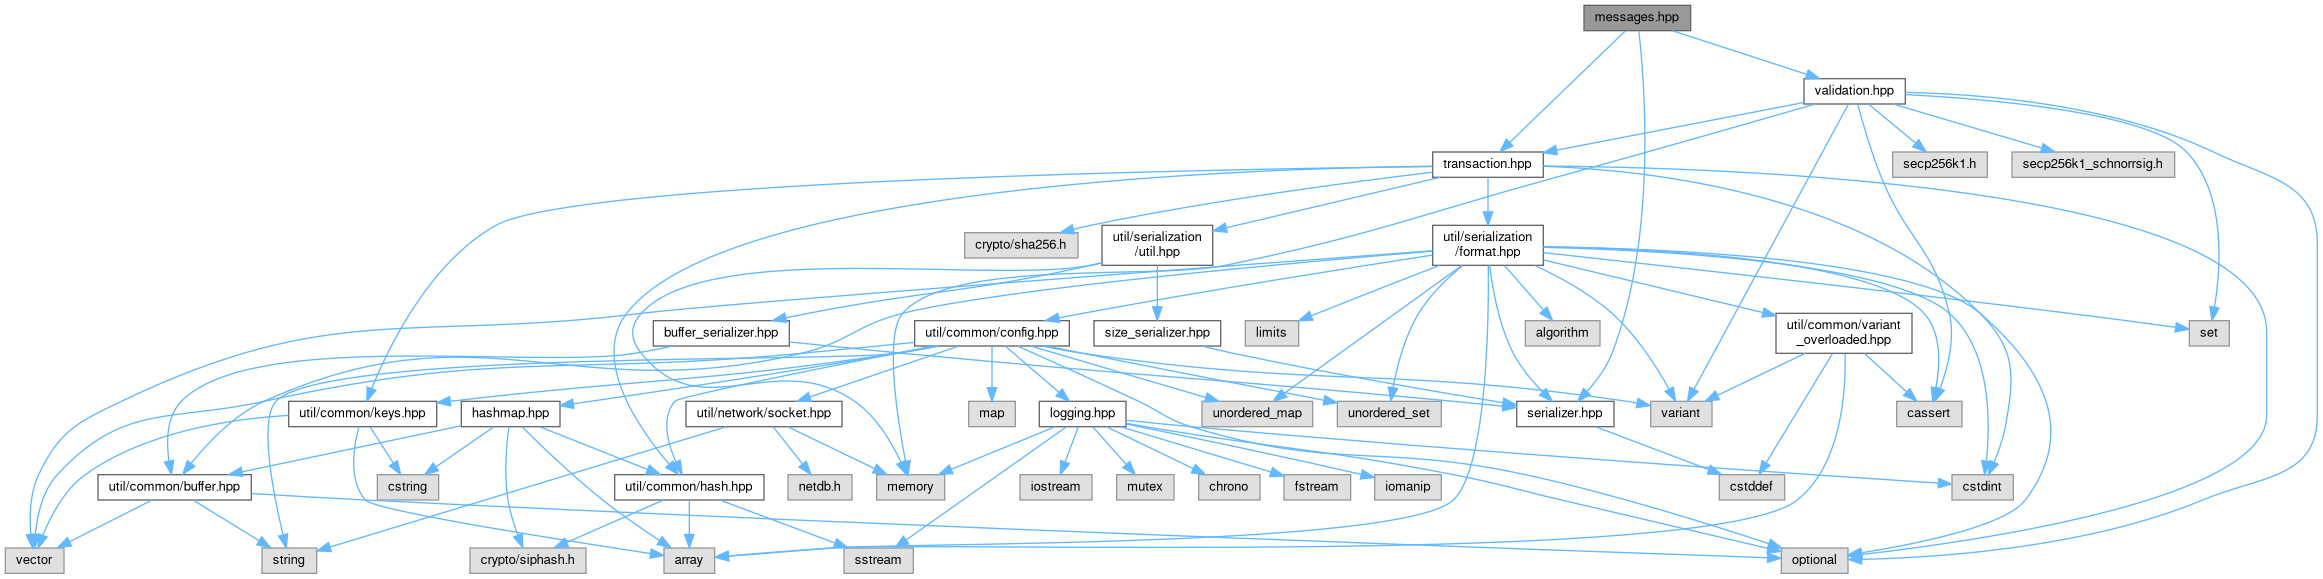 messages.hpp
validation.hpp
transaction.hpp
secp256k1.h
secp256k1_schnorrsig.h
crypto/sha256.h
util/serialization
/util.hpp
util/serialization
/format.hpp
buffer_serializer.hpp
util/common/config.hpp
size_serializer.hpp
limits
algorithm
util/common/variant
_overloaded.hpp
set
util/common/keys.hpp
hashmap.hpp
util/network/socket.hpp
map
logging.hpp
unordered_map
unordered_set
serializer.hpp
variant
cassert
util/common/buffer.hpp
cstring
util/common/hash.hpp
netdb.h
memory
iostream
mutex
chrono
fstream
iomanip
cstddef
cstdint
vector
string
crypto/siphash.h
array
sstream
optional